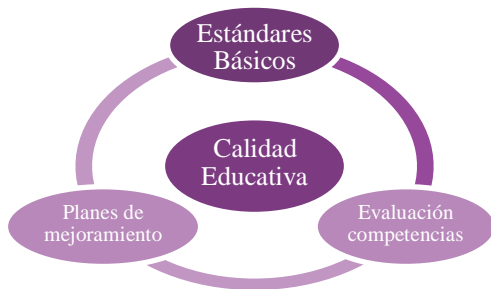 Estándares
Básicos
Calidad
Educativa
Planes de
mejoramiento
Evaluación
competencias